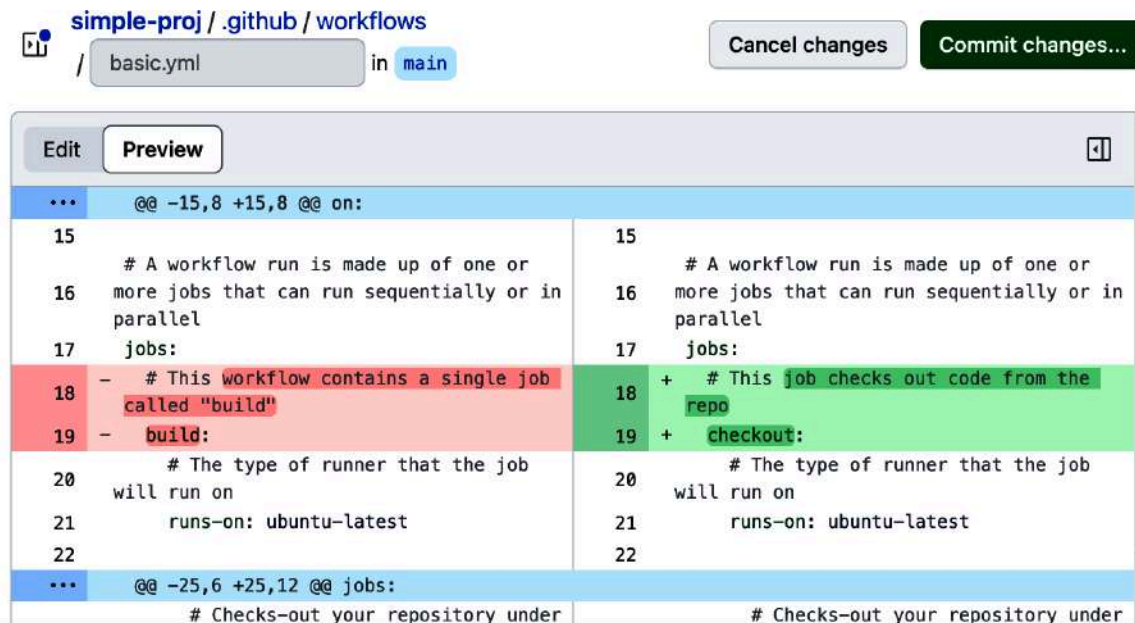 simple-proj / .github / workflows
/ basic.yml in main
Cancel changes
Commit changes...
Edit
Preview
... @@ -15,8 +15,8 @@ on:
15
# A workflow run is made up of one or
16 more jobs that can run sequentially or in
parallel
17 jobs:
18 - # This workflow contains a single job
called "build"
19 - build:
# The type of runner that the job
20 will run on
21 runs-on: ubuntu-latest
22
15
# A workflow run is made up of one or
16 more jobs that can run sequentially or in
parallel
17 jobs:
18 + # This job checks out code from the
repo
19 + checkout:
# The type of runner that the job
20 will run on
21 runs-on: ubuntu-latest
22
... @@ -25,6 +25,12 @@ jobs:
# Checks-out your repository under
# Checks-out your repository under